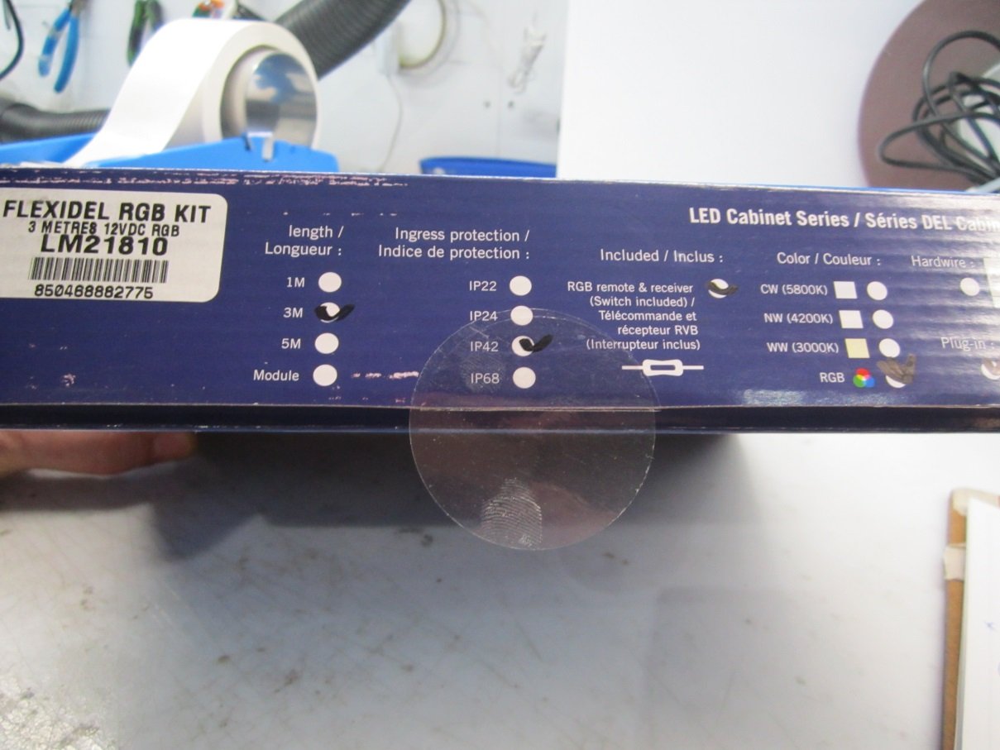 FLEXIDEL RGB KIT
3 METRES 12VDC RGB
LM21810
850468882775
length /
Longueur :
1M
3M
5M
Module
Ingress protection /
Indice de protection :
IP22
IP24
IP42
IP68
Included / Inclus :
RGB remote & receiver
(Switch included) /
Télécommande et
récepteur RVB
(Interrupteur inclus)
LED Cabinet Series / Séries DEL Cabin
Color / Couleur :
CW (5800K)
NW (4200K)
WW (3000K)
RGB
Hardwire :
Plug-in :